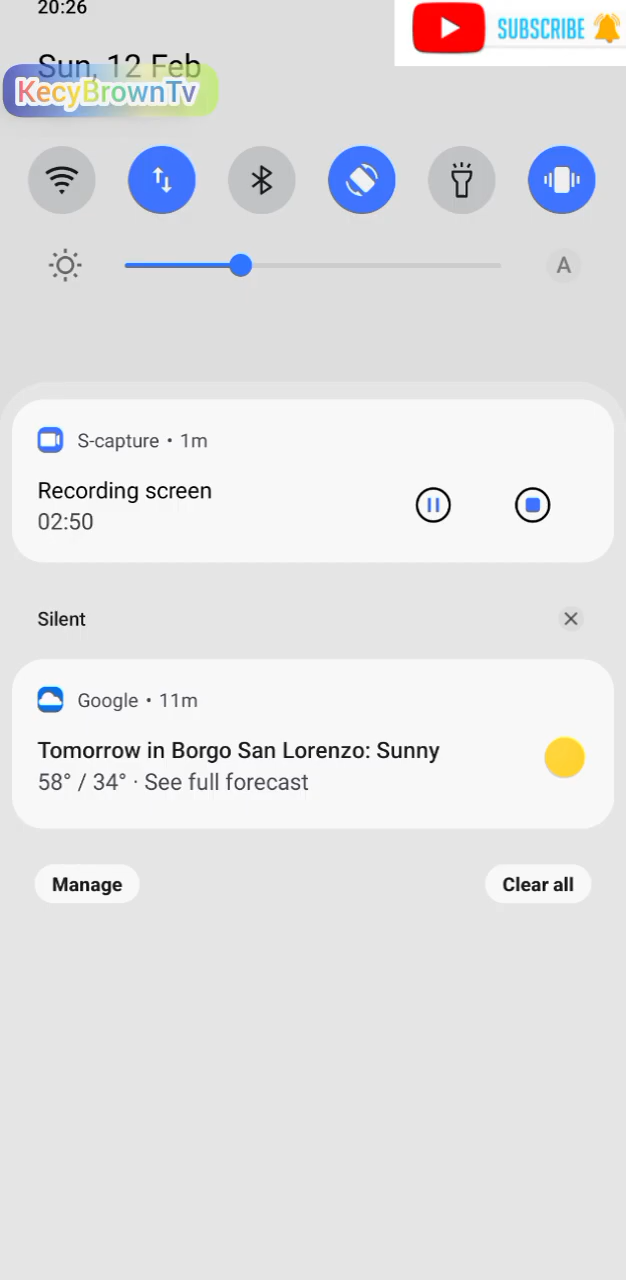 20:26
SUBSCRIBE
Sun, 12 Feb
KecyBrownTv
A
S-capture • 1m
Recording screen
02:50
Silent
Google • 11m
Tomorrow in Borgo San Lorenzo: Sunny
58° / 34° · See full forecast
Manage
Clear all